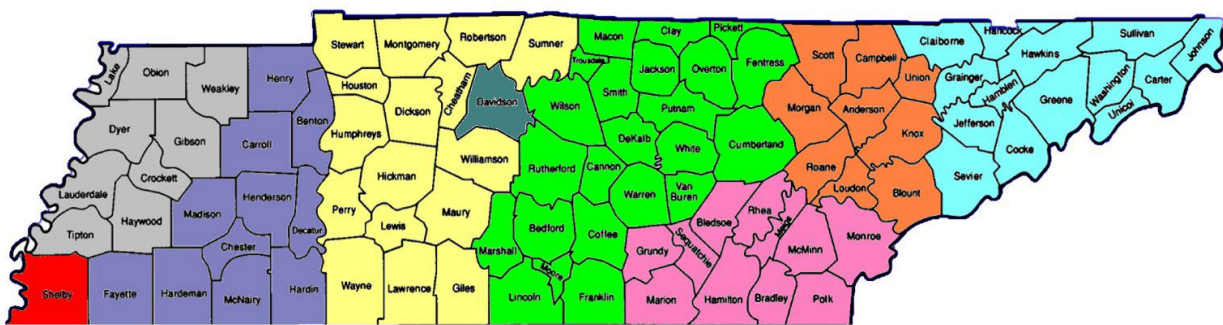 Lake
Obion
Weakley
Henry
Stewart
Montgomery
Robertson
Sumner
Macon
Clay
Pickett
Trousdale
Jackson
Overton
Fentress
Scott
Campbell
Claiborne
Hancock
Hawkins
Sullivan
Johnson
Houston
Cheatham
Davidson
Wilson
Smith
Putnam
Morgan
Anderson
Union
Grainger
Hamblen
Greene
Washington
Carter
Unicoi
Dyer
Gibson
Carroll
Benton
Humphreys
Dickson
Williamson
Rutherford
Cannon
DeKalb
White
Cumberland
Roane
Knox
Jefferson
Cocke
Sevier
Lauderdale
Crockett
Haywood
Madison
Henderson
Decatur
Perry
Hickman
Lewis
Maury
Marshall
Bedford
Coffee
Warren
Van
Buren
Bledsoe
Rhea
Meigs
Loudon
Blount
Tipton
Chester
Moore
Grundy
Sequatchie
McMinn
Monroe
Shelby
Fayette
Hardeman
McNairy
Hardin
Wayne
Lawrence
Giles
Lincoln
Franklin
Marion
Hamilton
Bradley
Polk